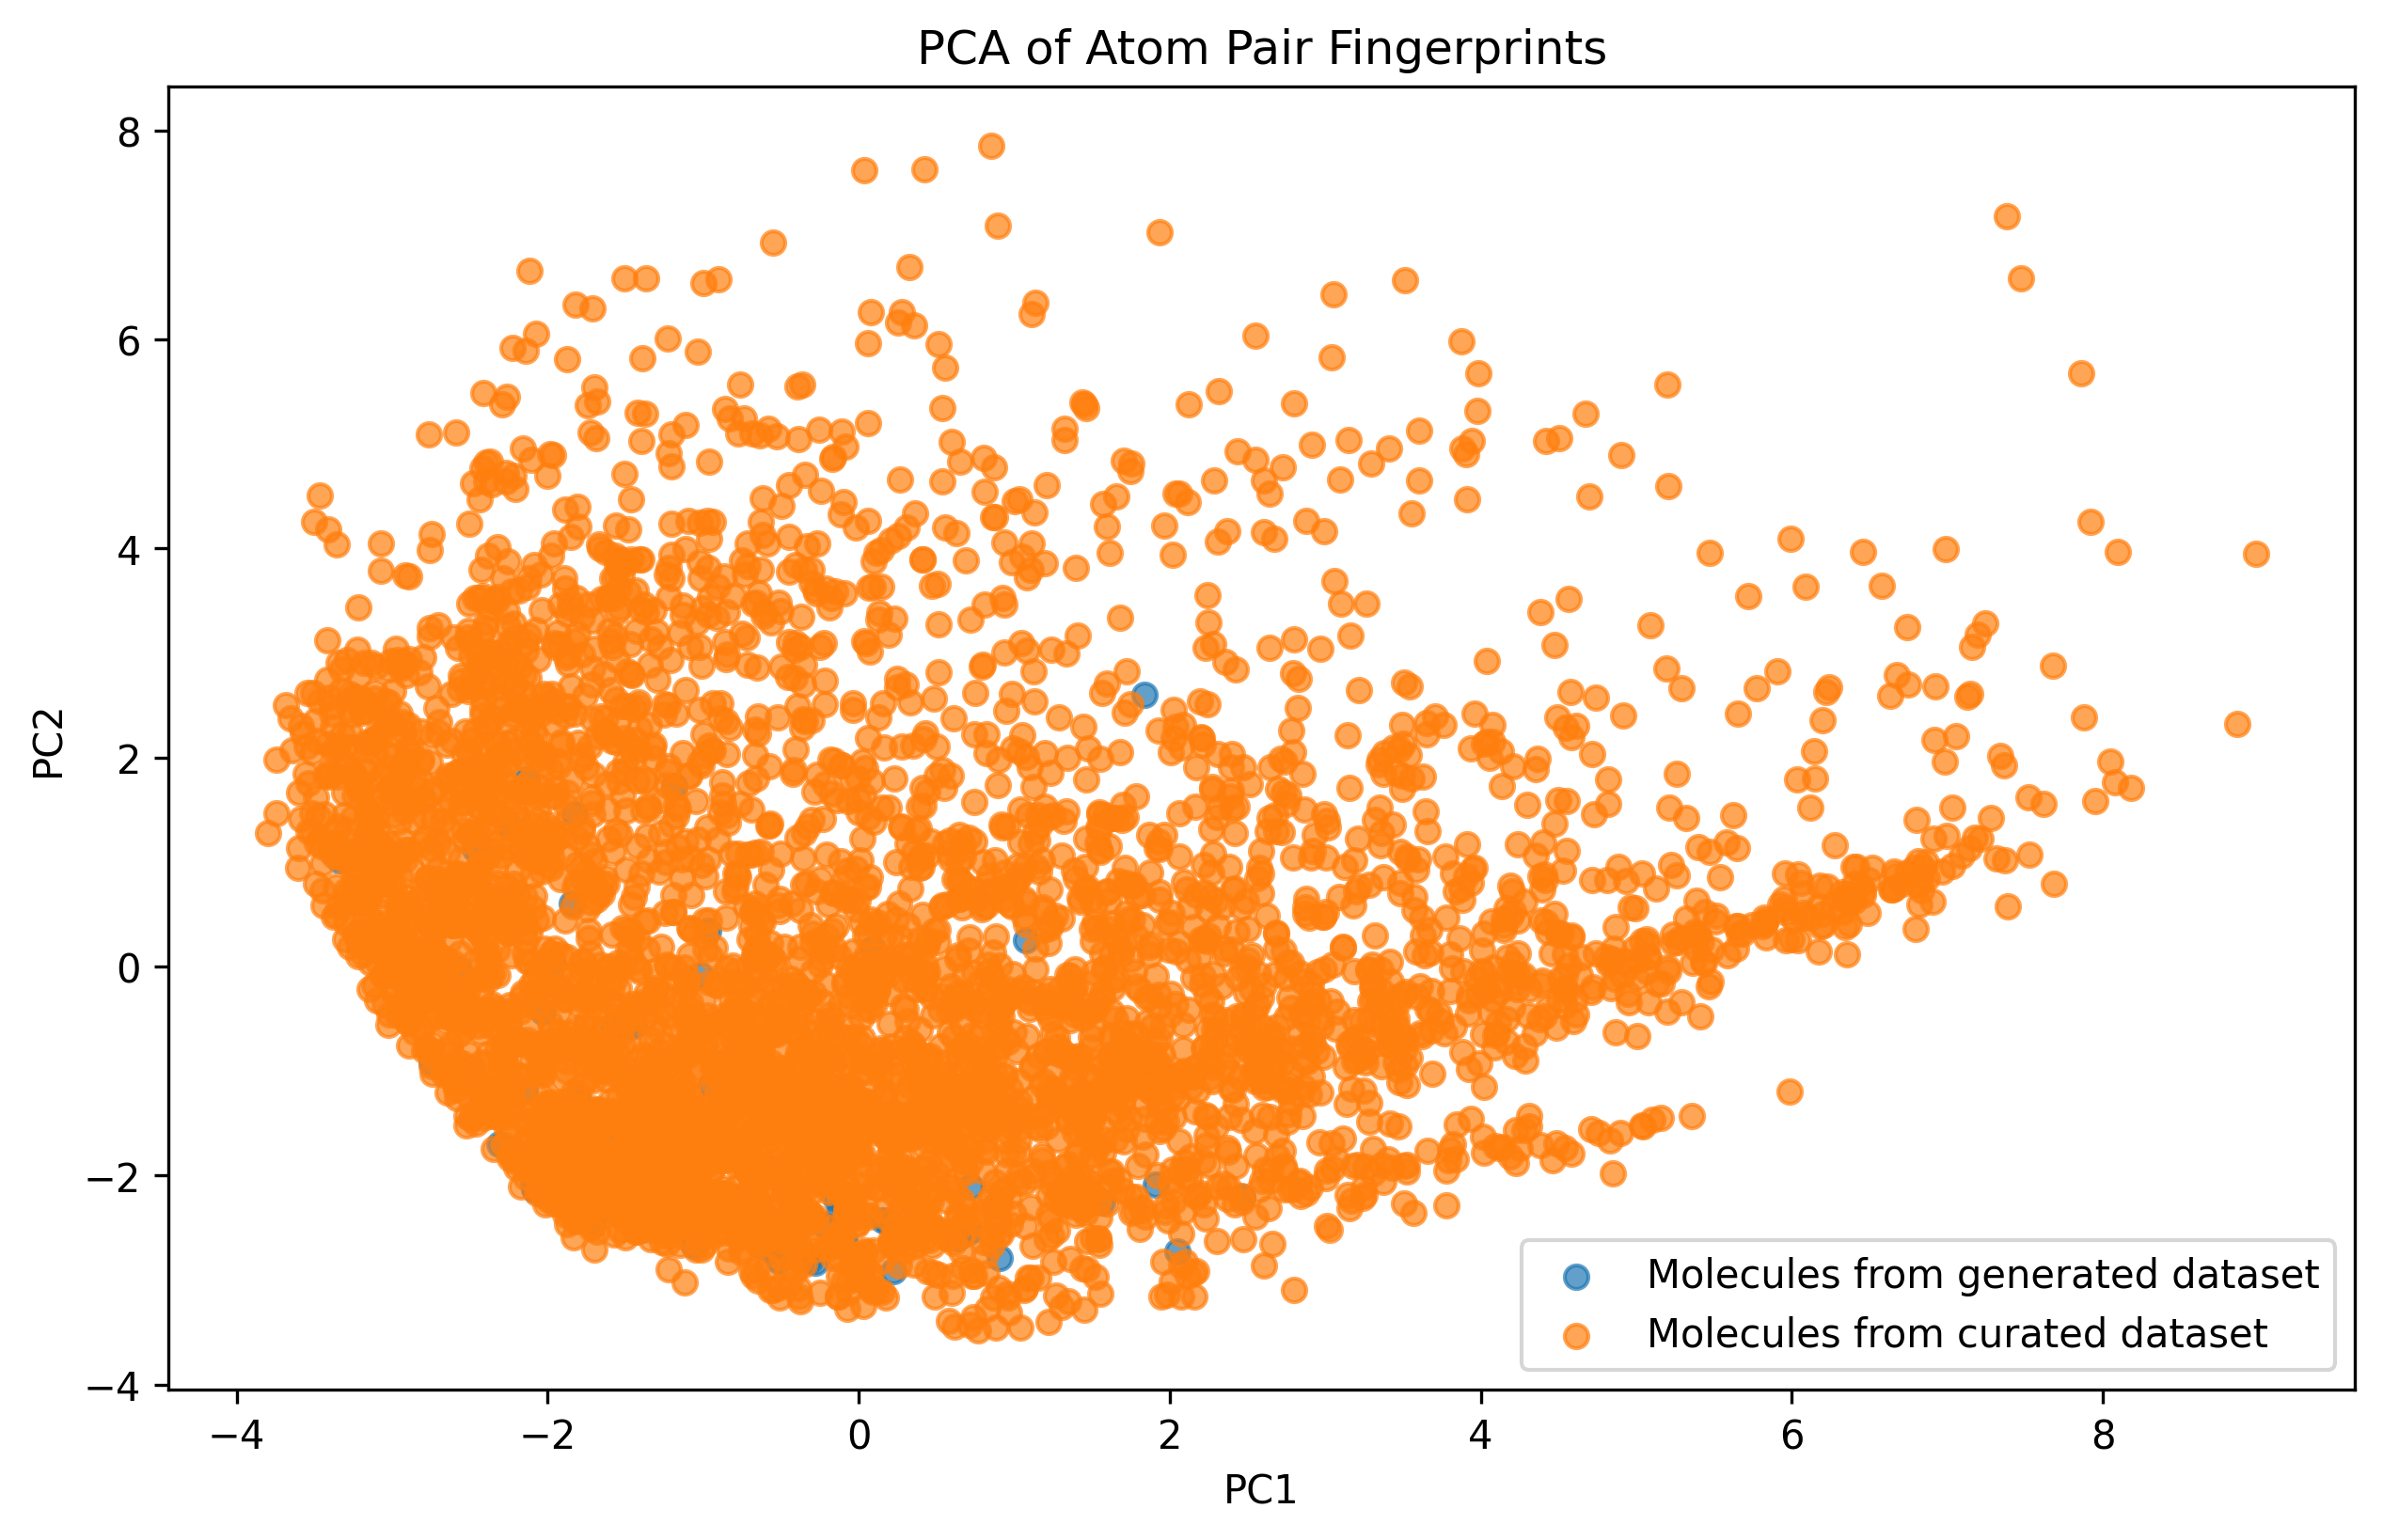 PCA of Atom Pair Fingerprints
8
6
4
2
0
−2
−4
PC2
−4 −2 0 2 4 6 8
PC1
Molecules from generated dataset
Molecules from curated dataset